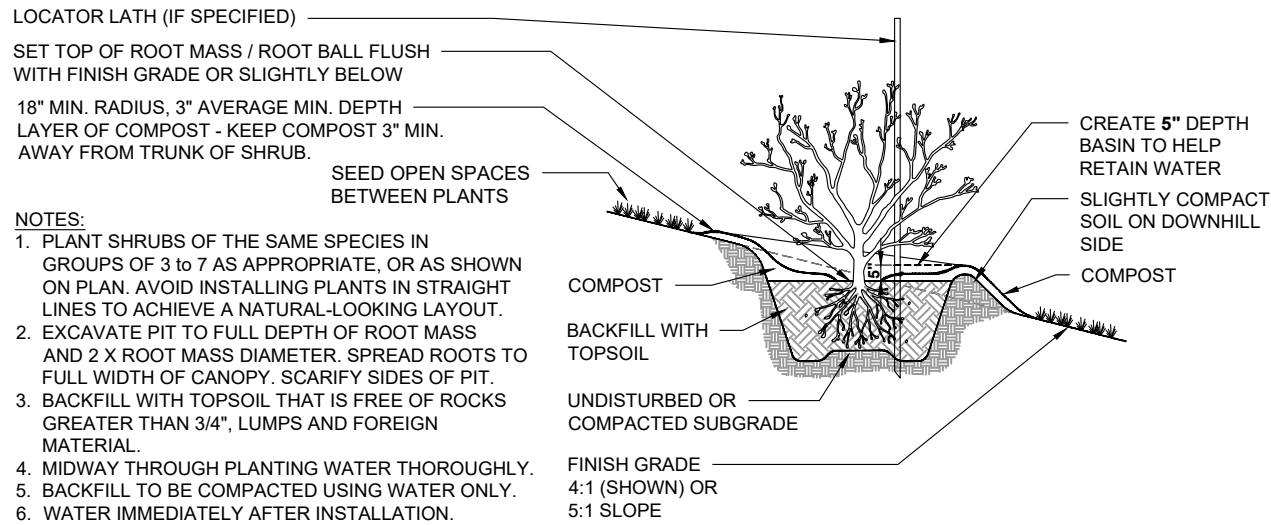 LOCATOR LATH (IF SPECIFIED)
SET TOP OF ROOT MASS / ROOT BALL FLUSH
WITH FINISH GRADE OR SLIGHTLY BELOW
18" MIN. RADIUS, 3" AVERAGE MIN. DEPTH
LAYER OF COMPOST - KEEP COMPOST 3" MIN.
AWAY FROM TRUNK OF SHRUB.
SEED OPEN SPACES
BETWEEN PLANTS
NOTES:
1. PLANT SHRUBS OF THE SAME SPECIES IN
GROUPS OF 3 to 7 AS APPROPRIATE, OR AS SHOWN
ON PLAN. AVOID INSTALLING PLANTS IN STRAIGHT
LINES TO ACHIEVE A NATURAL-LOOKING LAYOUT.
2. EXCAVATE PIT TO FULL DEPTH OF ROOT MASS
AND 2 X ROOT MASS DIAMETER. SPREAD ROOTS TO
FULL WIDTH OF CANOPY. SCARIFY SIDES OF PIT.
3. BACKFILL WITH TOPSOIL THAT IS FREE OF ROCKS
GREATER THAN 3/4", LUMPS AND FOREIGN
MATERIAL.
4. MIDWAY THROUGH PLANTING WATER THOROUGHLY.
5. BACKFILL TO BE COMPACTED USING WATER ONLY.
6. WATER IMMEDIATELY AFTER INSTALLATION.
COMPOST
BACKFILL WITH
TOPSOIL
UNDISTURBED OR
COMPACTED SUBGRADE
FINISH GRADE
4:1 (SHOWN) OR
5:1 SLOPE
5"
CREATE 5" DEPTH
BASIN TO HELP
RETAIN WATER
SLIGHTLY COMPACT
SOIL ON DOWNHILL
SIDE
COMPOST